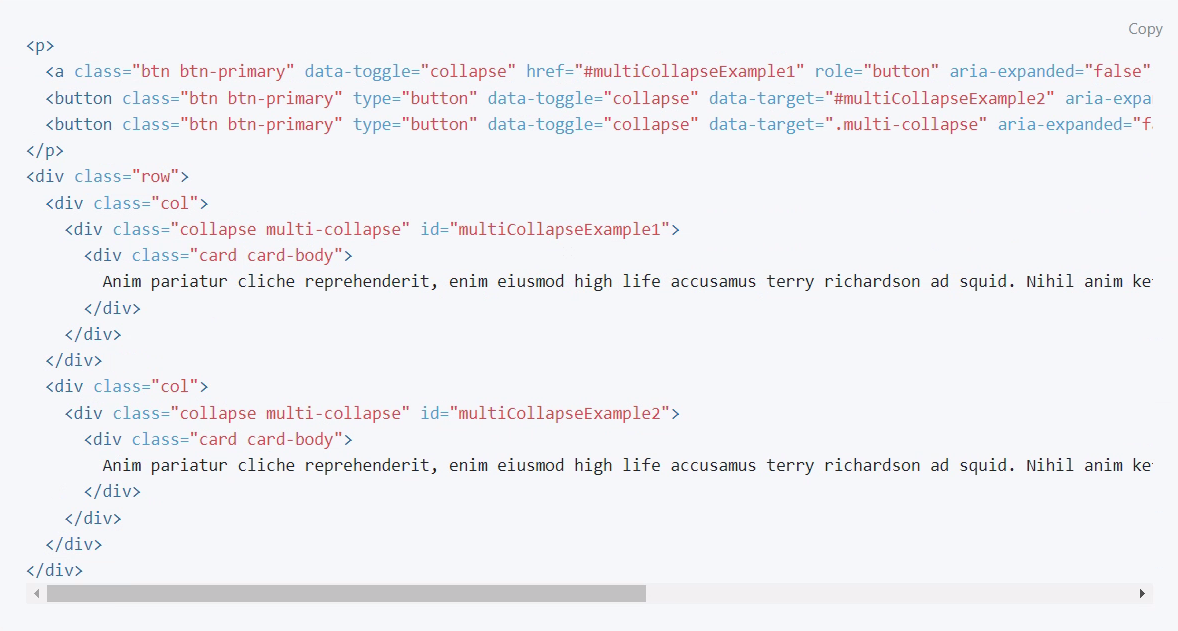 Copy
<p>
<a class="btn btn-primary" data-toggle="collapse" href="#multiCollapseExample1" role="button" aria-expanded="false"
<button class="btn btn-primary" type="button" data-toggle="collapse" data-target="#multiCollapseExample2" aria-expa
<button class="btn btn-primary" type="button" data-toggle="collapse" data-target=".multi-collapse" aria-expanded="f
</p>
<div class="row">
<div class="col">
<div class="collapse multi-collapse" id="multiCollapseExample1">
<div class="card card-body">
Anim pariatur cliche reprehenderit, enim eiusmod high life accusamus terry richardson ad squid. Nihil anim ke
</div>
</div>
</div>
<div class="col">
<div class="collapse multi-collapse" id="multiCollapseExample2">
<div class="card card-body">
Anim pariatur cliche reprehenderit, enim eiusmod high life accusamus terry richardson ad squid. Nihil anim ke
</div>
</div>
</div>
</div>